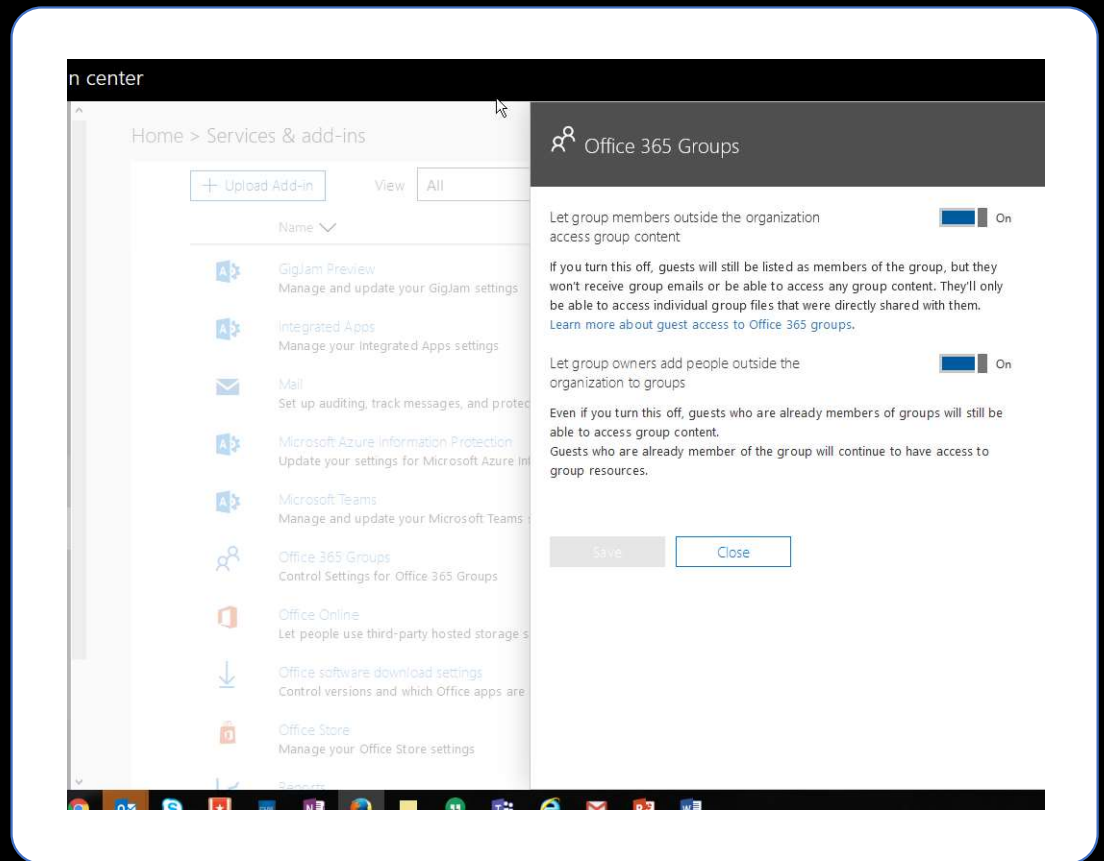 n center
Home > Services & add-ins
+ Upload Add-in View All
Name
GigJam Preview
Manage and update your GigJam settings
Integrated Apps
Manage your Integrated Apps settings
Mail
Set up auditing, track messages, and protec
Microsoft Azure Information Protection
Update your settings for Microsoft Azure Inf
Microsoft Teams
Manage and update your Microsoft Teams s
Office 365 Groups
Control Settings for Office 365 Groups
Office Online
Let people use third-party hosted storage s
Office software download settings
Control versions and which Office apps are
Office Store
Manage your Office Store settings
Reports
Office 365 Groups
Let group members outside the organization
access group content
On
If you turn this off, guests will still be listed as members of the group, but they
won't receive group emails or be able to access any group content. They'll only
be able to access individual group files that were directly shared with them.
Learn more about guest access to Office 365 groups.
Let group owners add people outside the
organization to groups
On
Even if you turn this off, guests who are already members of groups will still be
able to access group content.
Guests who are already member of the group will continue to have access to
group resources.
Save Close